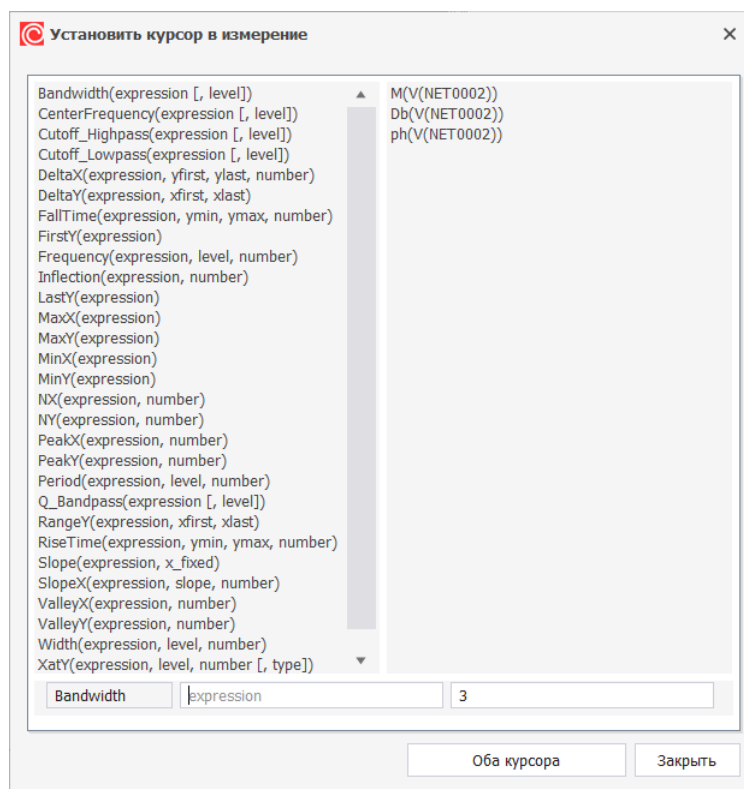 Установить курсор в измерение
Bandwidth(expression [, level])
CenterFrequency(expression [, level])
Cutoff_Highpass(expression [, level])
Cutoff_Lowpass(expression [, level])
DeltaX(expression, yfirst, ylast, number)
DeltaY(expression, xfirst, xlast)
FallTime(expression, ymin, ymax, number)
FirstY(expression)
Frequency(expression, level, number)
Inflection(expression, number)
LastY(expression)
MaxX(expression)
MaxY(expression)
MinX(expression)
MinY(expression)
NX(expression, number)
NY(expression, number)
PeakX(expression, number)
PeakY(expression, number)
Period(expression, level, number)
Q_Bandpass(expression [, level])
RangeY(expression, xfirst, xlast)
RiseTime(expression, ymin, ymax, number)
Slope(expression, x_fixed)
SlopeX(expression, slope, number)
ValleyX(expression, number)
ValleyY(expression, number)
Width(expression, level, number)
XatY(expression, level, number [, type])
M(V(NET0002))
Db(V(NET0002))
ph(V(NET0002))
Bandwidth
expression
3
Оба курсора
Закрыть